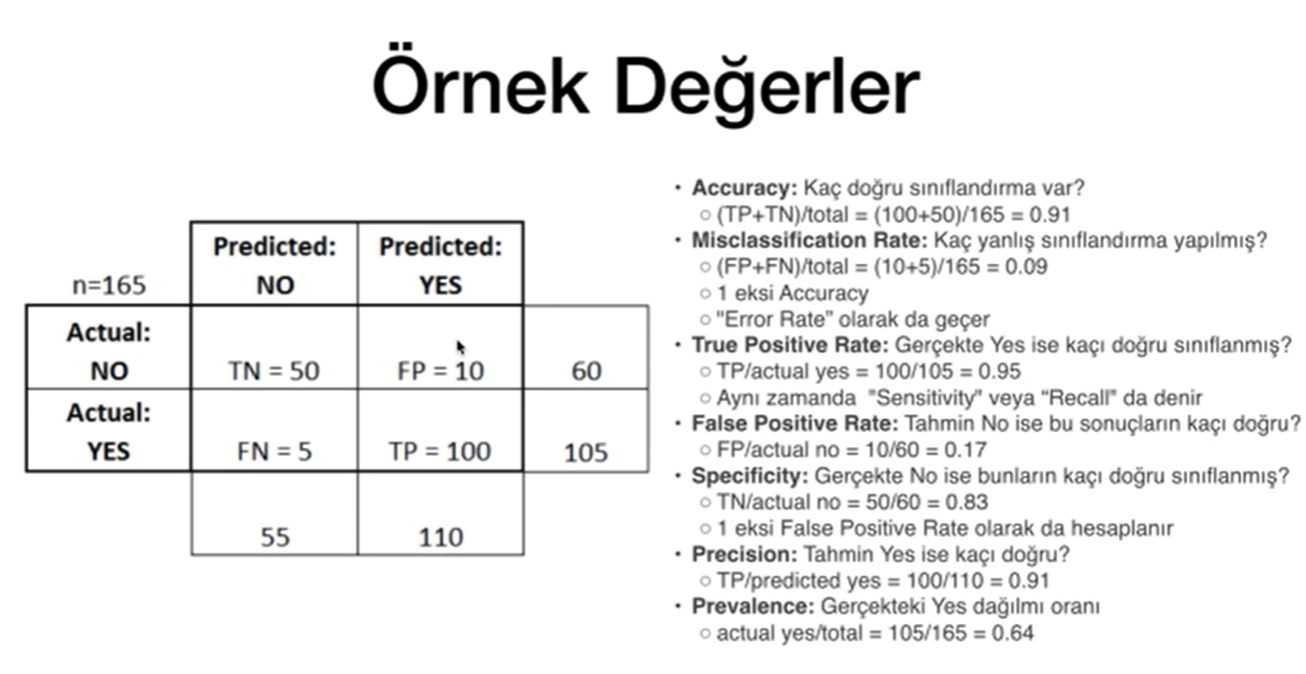 Örnek Değerler
Predicted: Predicted:
n=165 NO YES
Actual:
NO TN = 50 FP = 10 60
Actual:
YES FN = 5 TP = 100 105
55 110
• Accuracy: Kaç doğru sınıflandırma var?
○ (TP+TN)/total = (100+50)/165 = 0.91
• Misclassification Rate: Kaç yanlış sınıflandırma yapılmış?
○ (FP+FN)/total = (10+5)/165 = 0.09
○ 1 eksi Accuracy
○ "Error Rate" olarak da geçer
• True Positive Rate: Gerçekte Yes ise kaçı doğru sınıflanmış?
○ TP/actual yes = 100/105 = 0.95
○ Aynı zamanda "Sensitivity" veya “Recall" da denir
• False Positive Rate: Tahmin No ise bu sonuçların kaçı doğru?
○ FP/actual no = 10/60 = 0.17
• Specificity: Gerçekte No ise bunların kaçı doğru sınıflanmış?
○ TN/actual no = 50/60 = 0.83
○ 1 eksi False Positive Rate olarak da hesaplanır
• Precision: Tahmin Yes ise kaçı doğru?
○ TP/predicted yes = 100/110 = 0.91
• Prevalence: Gerçekteki Yes dağılmı oranı
○ actual yes/total = 105/165 = 0.64